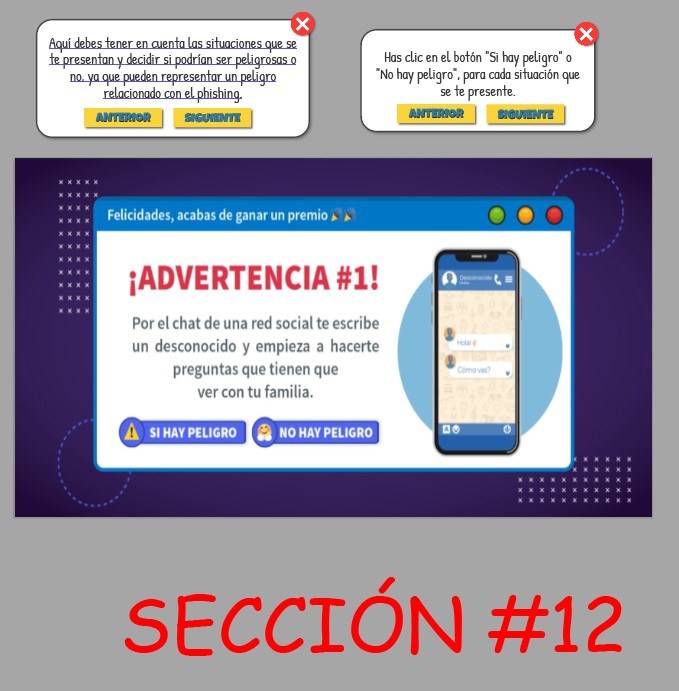 Aquí debes tener en cuenta las situaciones que se
te presentan y decidir si podrían ser peligrosas o
no. ya que pueden representar un peligro
relacionado con el phishing.
ANTERIOR
SIGUIENTE
Has clic en el botón "Si hay peligro" o
"No hay peligro", para cada situación que
se te presente.
ANTERIOR
SIGUIENTE
Felicidades, acabas de ganar un premio
¡ADVERTENCIA #1!
Por el chat de una red social te escribe
un desconocido y empieza a hacerte
preguntas que tienen que
ver con tu familia.
SI HAY PELIGRO
NO HAY PELIGRO
Desconocido
Hola!
Cómo vas?
SECCIÓN #12